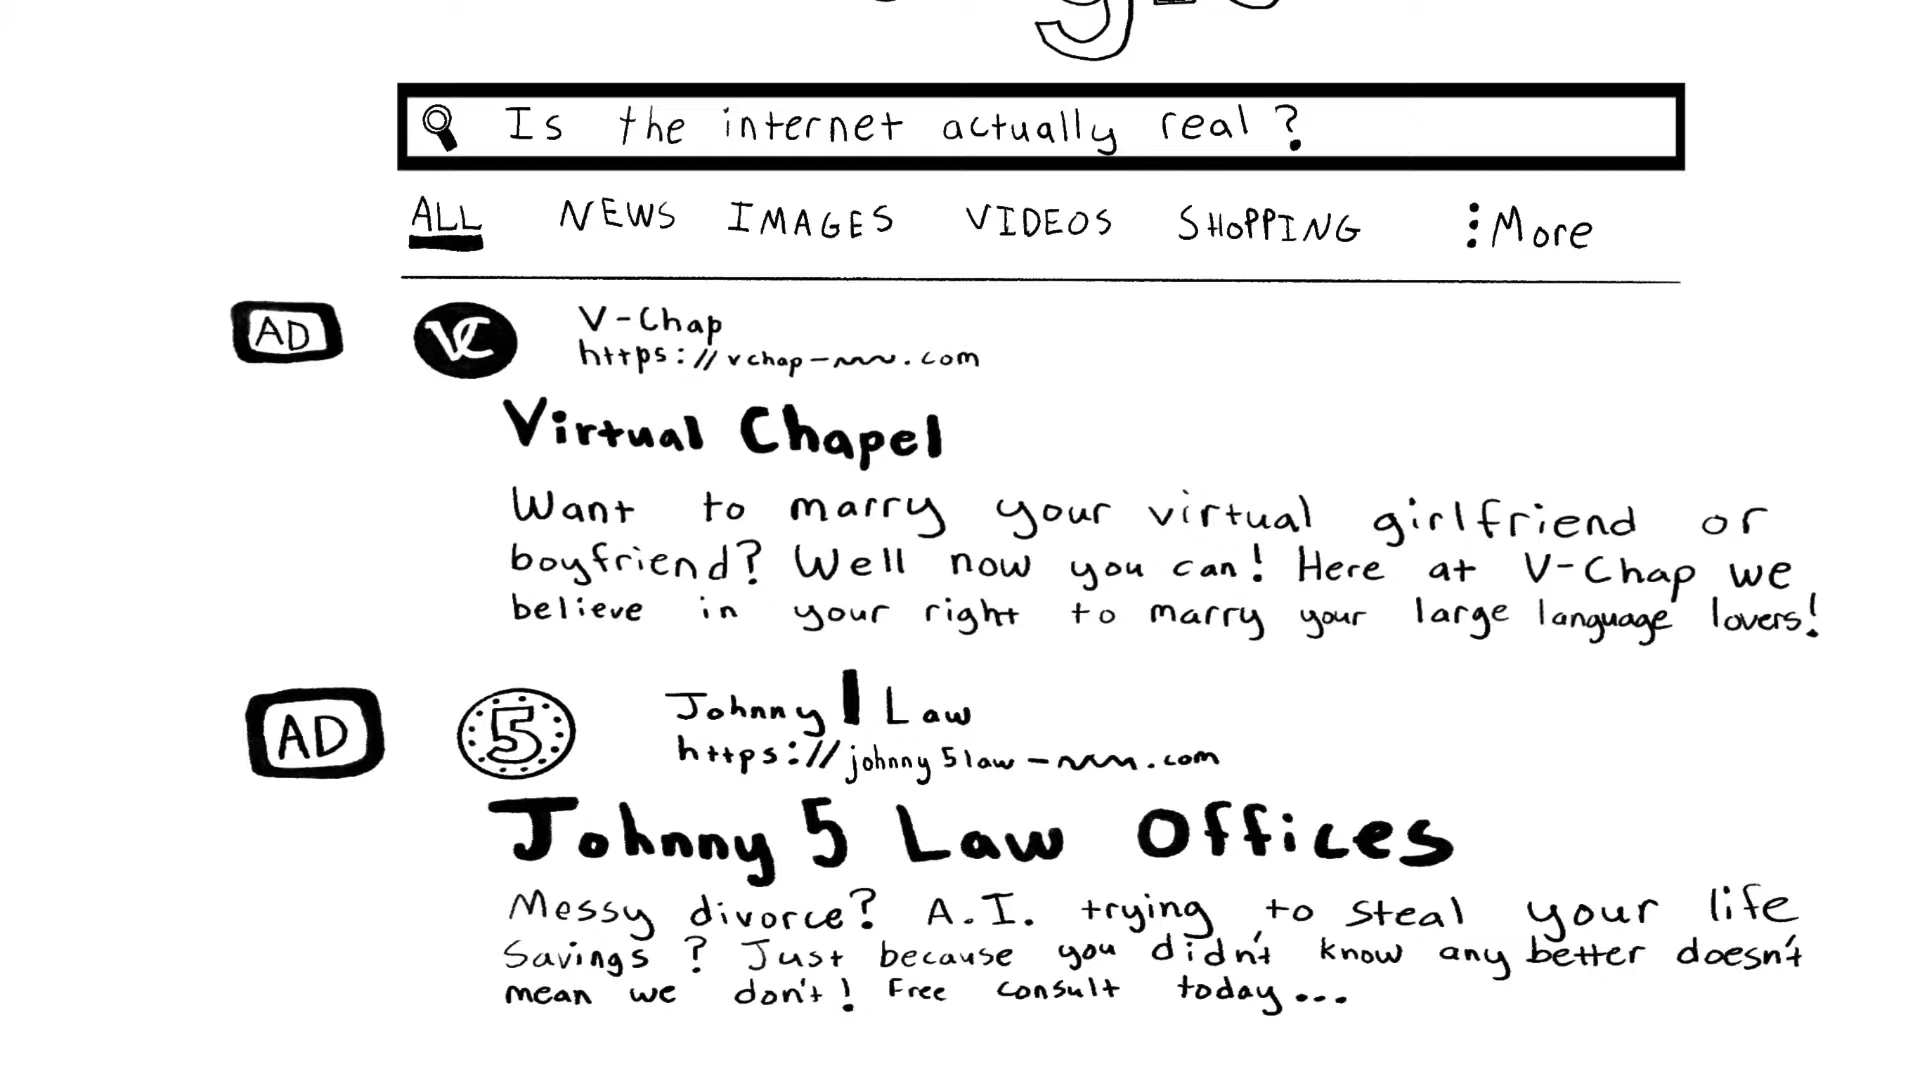 Is the internet actually real?
ALL NEWS IMAGES VIDEOS SHOPPING ⋮More
AD VC V-Chap
https://vchap-~~~.com
Virtual Chapel
Want to marry your virtual girlfriend or
boyfriend? Well now you can! Here at V-Chap we
believe in your right to marry your large language lovers!
AD 5 Johnny | Law
https://johnny5law-~~~.com
Johnny 5 Law Offices
Messy divorce? A.I. trying to steal your life
Savings? Just because you didn't know any better doesn't
mean we don't! Free consult today...